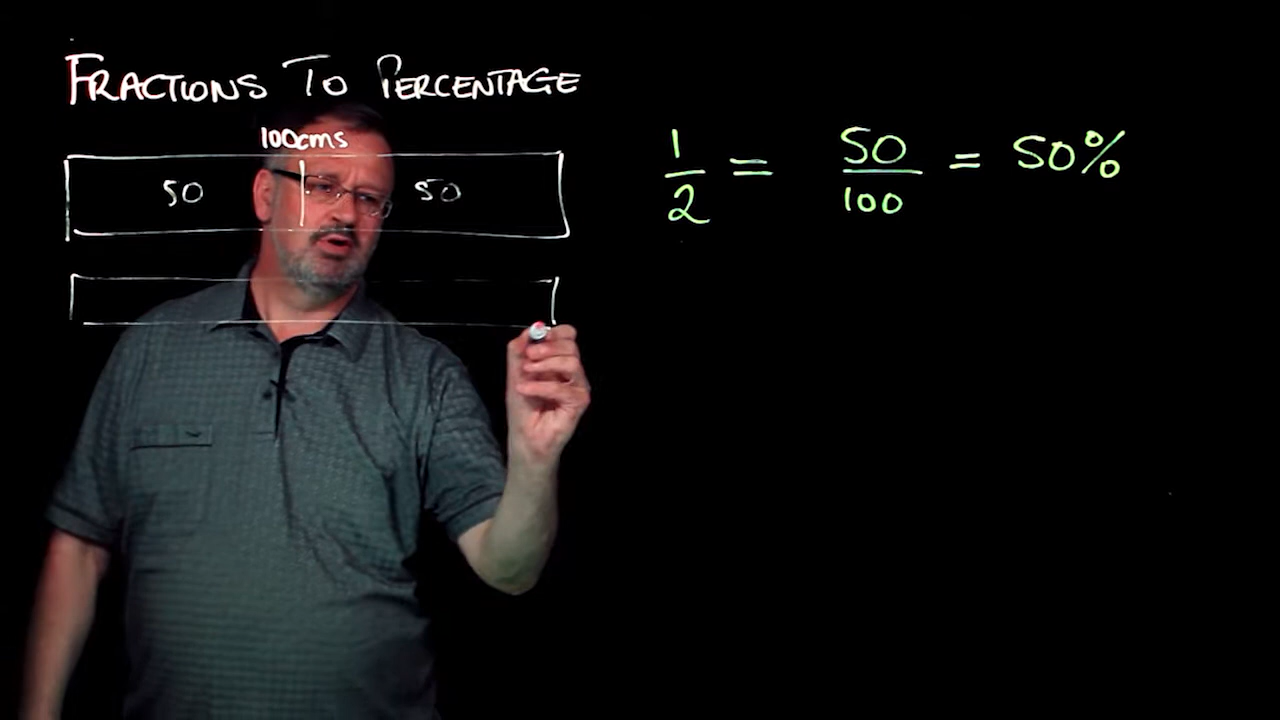 FRACTIONS TO PERCENTAGE
100cms
50 50
1/2 = 50/100 = 50%